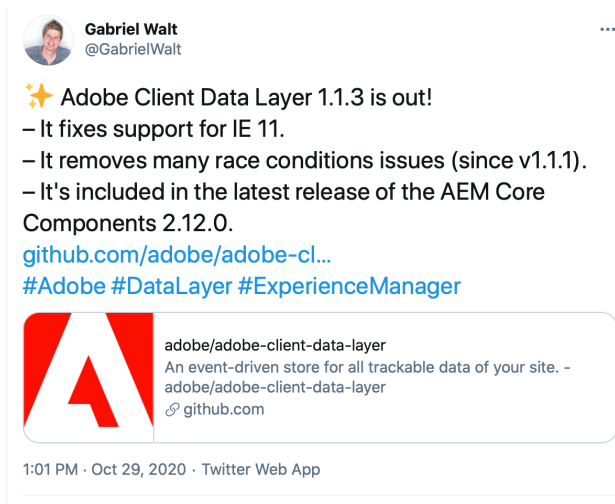 Gabriel Walt
@GabrielWalt
✨ Adobe Client Data Layer 1.1.3 is out!
– It fixes support for IE 11.
– It removes many race conditions issues (since v1.1.1).
– It's included in the latest release of the AEM Core
Components 2.12.0.
github.com/adobe/adobe-cl...
#Adobe #DataLayer #ExperienceManager
adobe/adobe-client-data-layer
An event-driven store for all trackable data of your site. -
adobe/adobe-client-data-layer
github.com
1:01 PM · Oct 29, 2020 · Twitter Web App